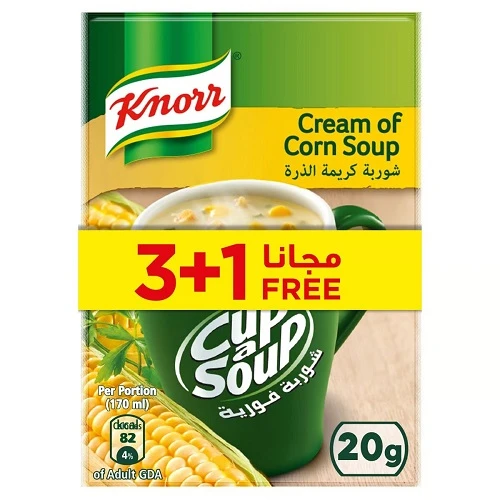 Knorr
Cream of
Corn Soup
شوربة كريمة الذرة
3+1
مجانا
FREE
Cup
a
Soup
شوربة فورية
Per Portion
(170 ml)
82
4%
of Adult GDA
20g